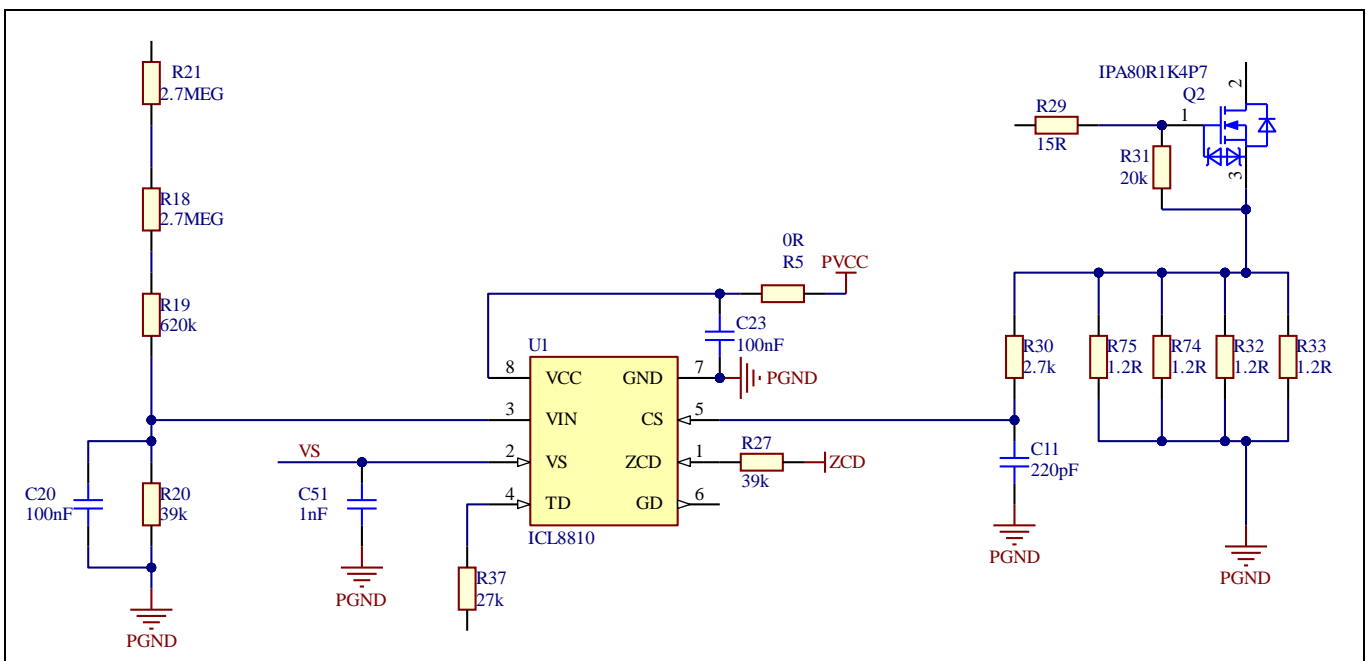 R21
2.7MEG
R18
2.7MEG
R19
620k
C20
100nF
R20
39k
PGND
VS
C51
1nF
PGND
R37
27k
0R
R5
PVCC
C23
100nF
PGND
U1
8
VCC
GND
7
3
VIN
CS
5
2
VS
ZCD
1
4
TD
GD
6
ICL8810
R27
39k
ZCD
IPA80R1K4P7
Q2
2
1
3
R29
15R
R31
20k
R30
2.7k
R75
1.2R
R74
1.2R
R32
1.2R
R33
1.2R
C11
220pF
PGND
PGND